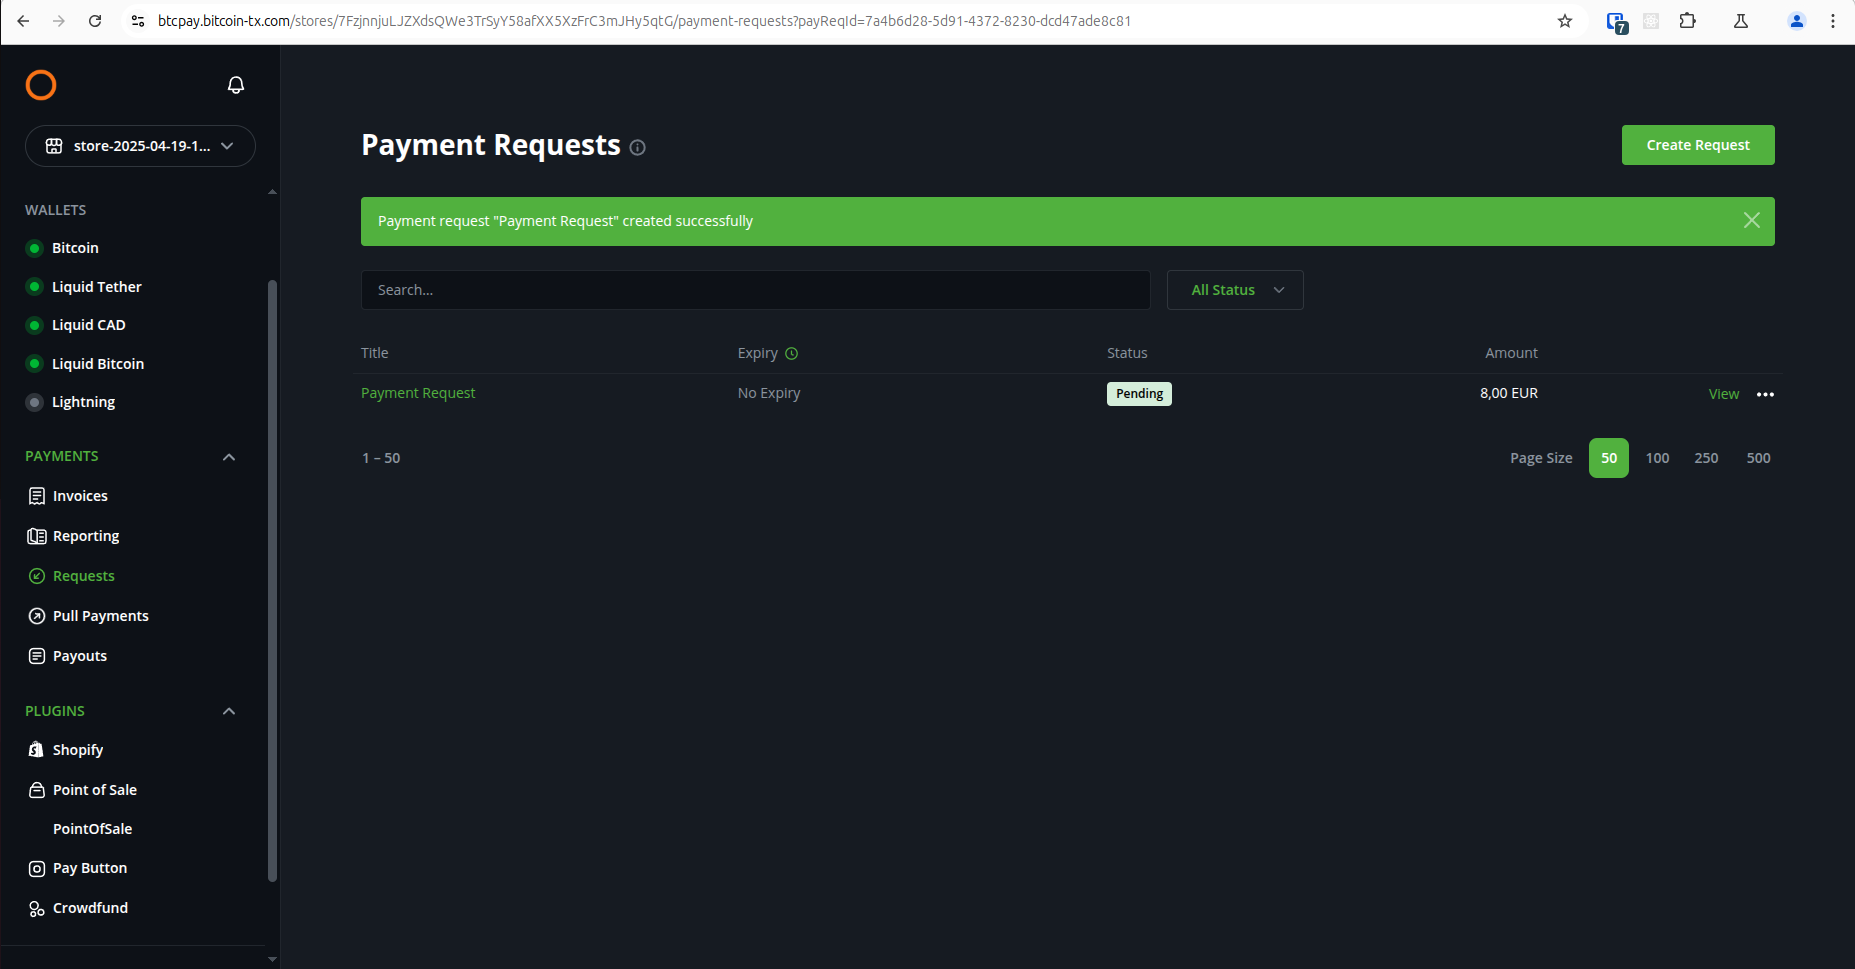 btcpay.bitcoin-tx.com/stores/7FzjnnjuLJZXdsQWe3TrSyY58afXX5XzFrC3mJHy5qtG/payment-requests?payReqId=7a4b6d28-5d91-4372-8230-dcd47ade8c81
7
store-2025-04-19-1...
WALLETS
Bitcoin
Liquid Tether
Liquid CAD
Liquid Bitcoin
Lightning
PAYMENTS
Invoices
Reporting
Requests
Pull Payments
Payouts
PLUGINS
Shopify
Point of Sale
PointOfSale
Pay Button
Crowdfund
Payment Requests
Create Request
Payment request "Payment Request" created successfully
Search...
All Status
Title Expiry Status Amount
Payment Request No Expiry Pending 8,00 EUR View
1 – 50 Page Size 50 100 250 500